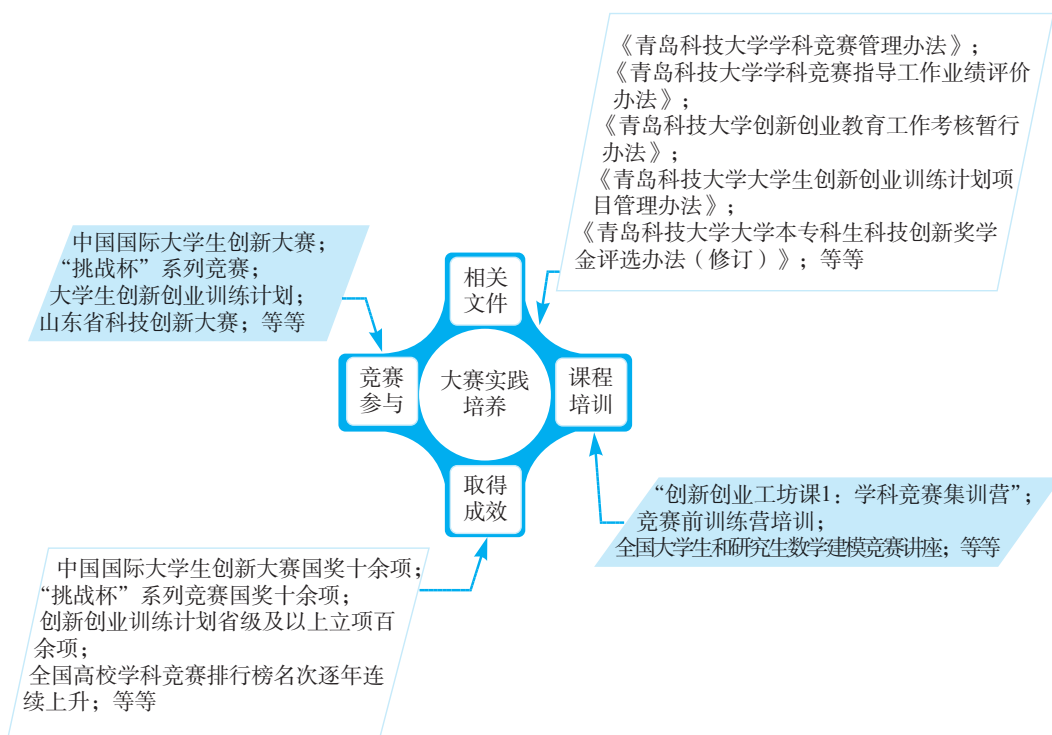 《青岛科技大学学科竞赛管理办法》；
《青岛科技大学学科竞赛指导工作业绩评价
办法》；
《青岛科技大学创新创业教育工作考核暂行
办法》；
《青岛科技大学大学生创新创业训练计划项
目管理办法》；
《青岛科技大学大学本专科生科技创新奖学
金评选办法（修订）》；等等
中国国际大学生创新大赛；
“挑战杯”系列竞赛；
大学生创新创业训练计划；
山东省科技创新大赛；等等
相关
文件
竞赛
参与
大赛实践
培养
课程
培训
取得
成效
“创新创业工坊课1：学科竞赛集训营”；
竞赛前训练营培训；
全国大学生和研究生数学建模竞赛讲座；等等
中国国际大学生创新大赛国奖十余项；
“挑战杯”系列竞赛国奖十余项；
创新创业训练计划省级及以上立项百
余项；
全国高校学科竞赛排行榜名次逐年连
续上升；等等